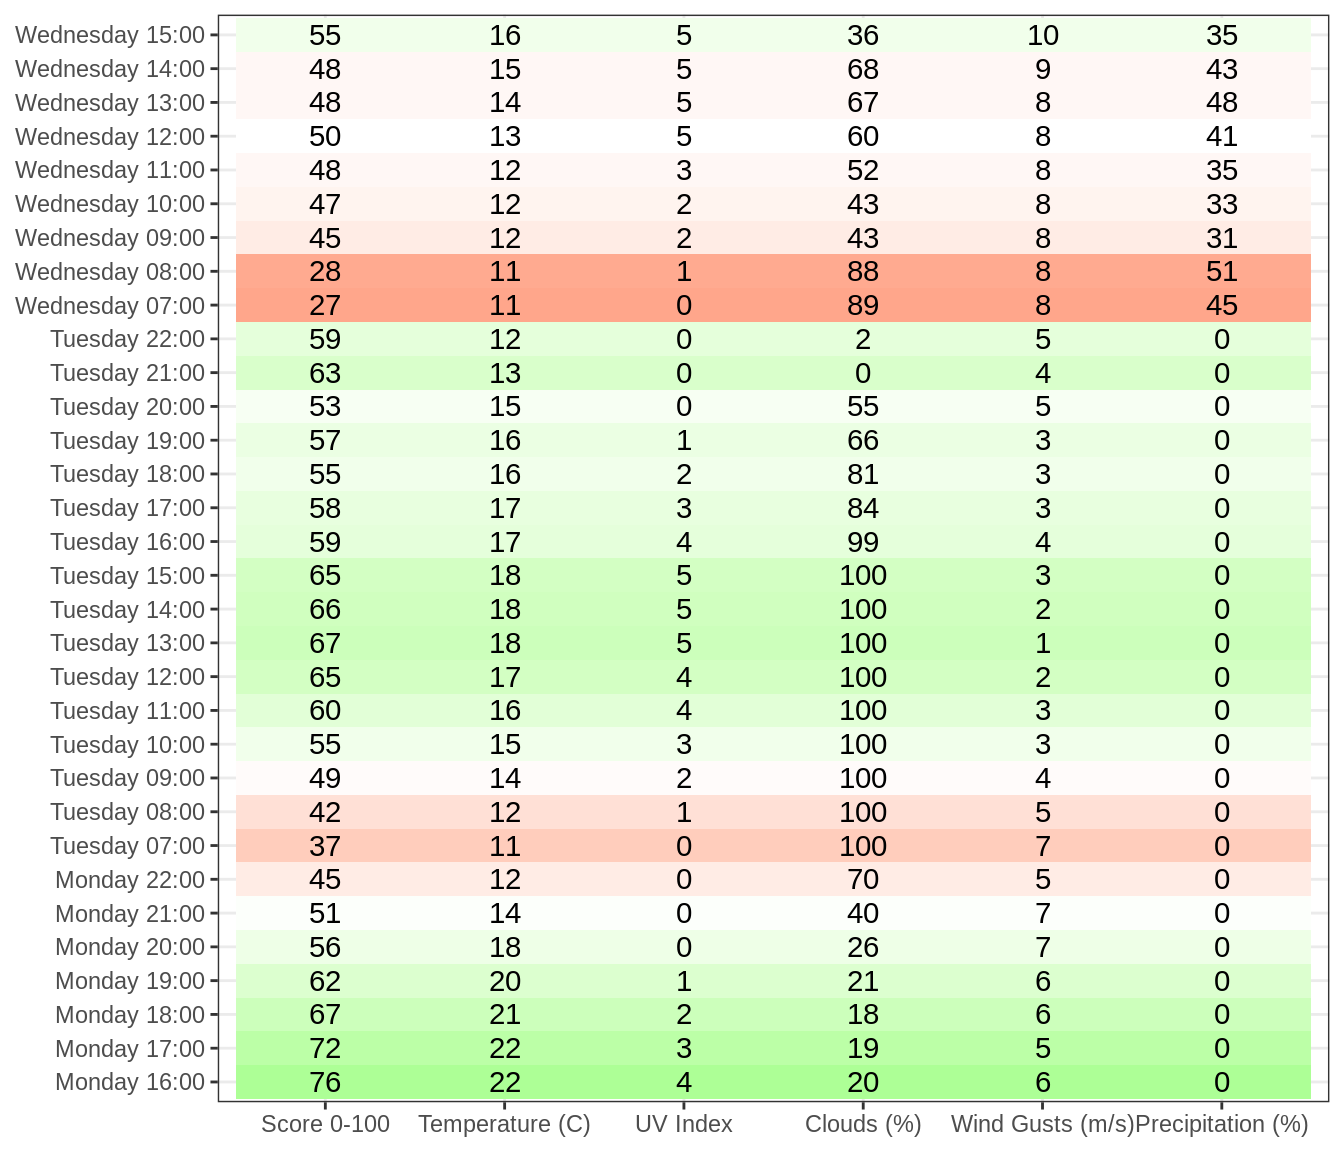 Wednesday 15:00 55 16 5 36 10 35
Wednesday 14:00 48 15 5 68 9 43
Wednesday 13:00 48 14 5 67 8 48
Wednesday 12:00 50 13 5 60 8 41
Wednesday 11:00 48 12 3 52 8 35
Wednesday 10:00 47 12 2 43 8 33
Wednesday 09:00 45 12 2 43 8 31
Wednesday 08:00 28 11 1 88 8 51
Wednesday 07:00 27 11 0 89 8 45
Tuesday 22:00 59 12 0 2 5 0
Tuesday 21:00 63 13 0 0 4 0
Tuesday 20:00 53 15 0 55 5 0
Tuesday 19:00 57 16 1 66 3 0
Tuesday 18:00 55 16 2 81 3 0
Tuesday 17:00 58 17 3 84 3 0
Tuesday 16:00 59 17 4 99 4 0
Tuesday 15:00 65 18 5 100 3 0
Tuesday 14:00 66 18 5 100 2 0
Tuesday 13:00 67 18 5 100 1 0
Tuesday 12:00 65 17 4 100 2 0
Tuesday 11:00 60 16 4 100 3 0
Tuesday 10:00 55 15 3 100 3 0
Tuesday 09:00 49 14 2 100 4 0
Tuesday 08:00 42 12 1 100 5 0
Tuesday 07:00 37 11 0 100 7 0
Monday 22:00 45 12 0 70 5 0
Monday 21:00 51 14 0 40 7 0
Monday 20:00 56 18 0 26 7 0
Monday 19:00 62 20 1 21 6 0
Monday 18:00 67 21 2 18 6 0
Monday 17:00 72 22 3 19 5 0
Monday 16:00 76 22 4 20 6 0
Score 0-100 Temperature (C) UV Index Clouds (%) Wind Gusts (m/s) Precipitation (%)